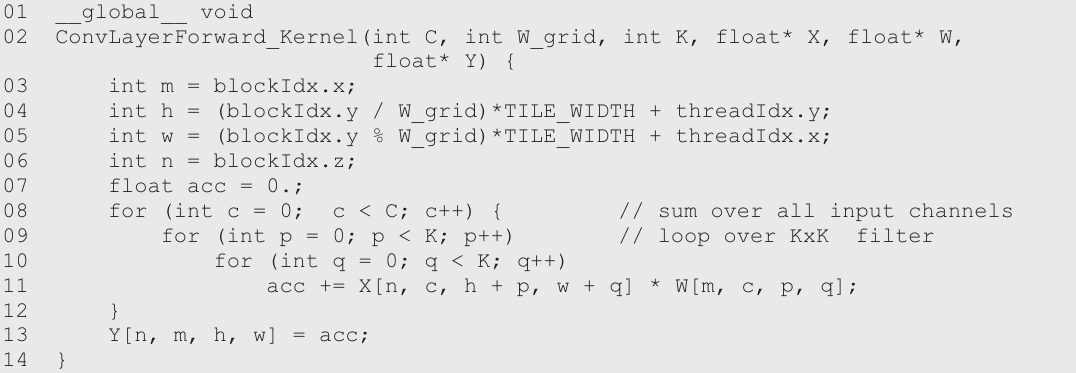 01  __global__ void
02  ConvLayerForward_Kernel(int C, int W_grid, int K, float* X, float* W,
                            float* Y) {
03      int m = blockIdx.x;
04      int h = (blockIdx.y / W_grid)*TILE_WIDTH + threadIdx.y;
05      int w = (blockIdx.y % W_grid)*TILE_WIDTH + threadIdx.x;
06      int n = blockIdx.z;
07      float acc = 0.;
08      for (int c = 0;  c < C; c++) {          // sum over all input channels
09          for (int p = 0; p < K; p++)         // loop over KxK  filter
10              for (int q = 0; q < K; q++)
11                  acc += X[n, c, h + p, w + q] * W[m, c, p, q];
12      }
13      Y[n, m, h, w] = acc;
14  }